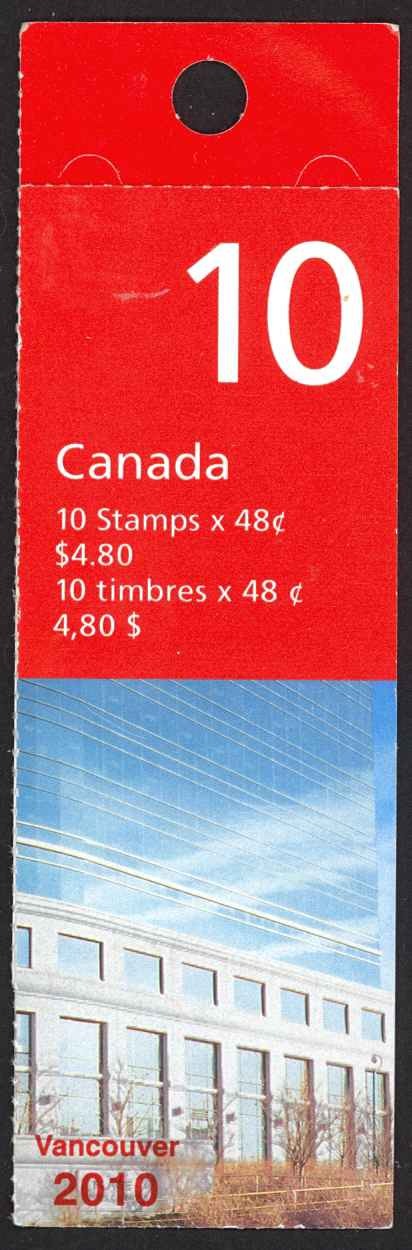 10
Canada
10 Stamps x 48¢
$4.80
10 timbres x 48 ¢
4,80 $
Vancouver
2010